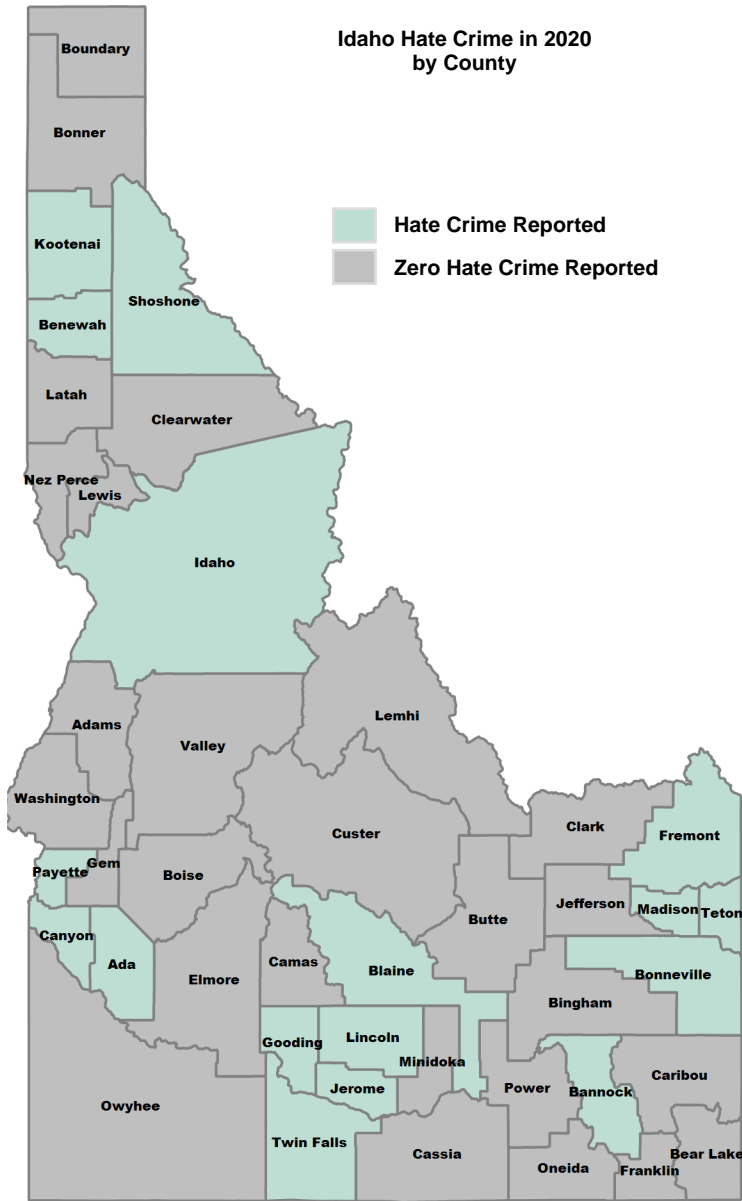 Idaho Hate Crime in 2020
by County
Boundary
Bonner
Hate Crime Reported
Kootenai
Zero Hate Crime Reported
Shoshone
Benewah
Latah
Clearwater
Nez Perce
Lewis
Idaho
Lemhi
Adams
Valley
Washington
Clark
Custer
Fremont
Gem
Payette
Boise
Jefferson
Madison
Teton
Butte
Canyon
Ada
Camas
Blaine
Bonneville
Elmore
Bingham
Lincoln
Gooding
Minidoka
Caribou
Jerome
Power
Bannock
Owyhee
Twin Falls
Cassia
Bear Lake
Oneida
Franklin